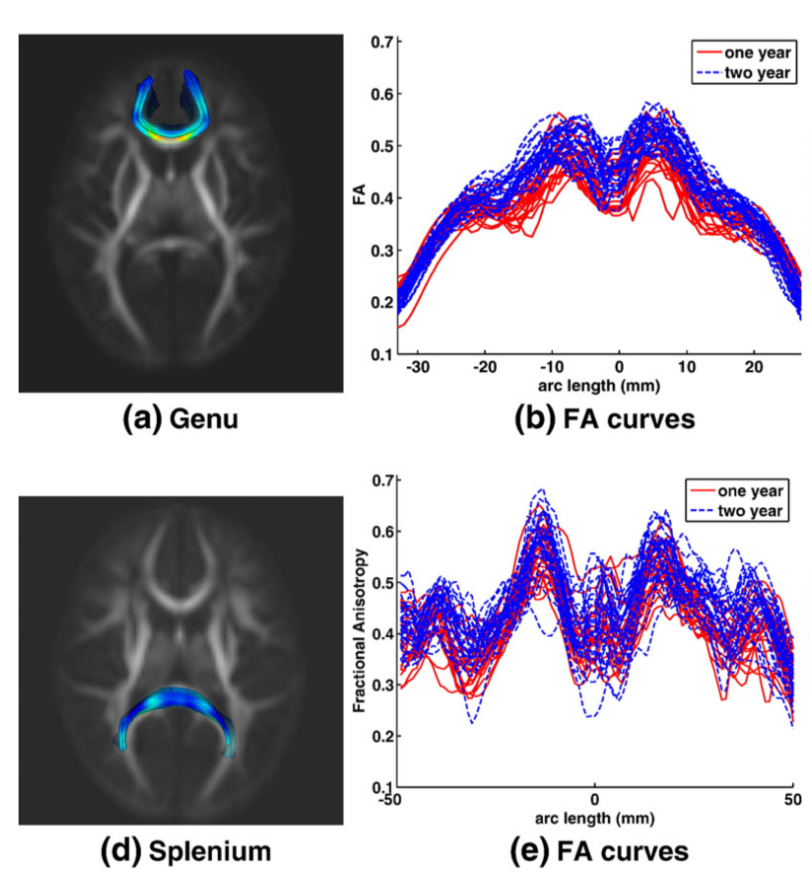 0.7
one year
two year
0.6
0.5
FA
0.4
0.3
0.2
0.1
-30 -20 -10 0 10 20
arc length (mm)
(a) Genu
(b) FA curves
0.7
one year
two year
0.6
0.5
Fractional Anisotropy
0.4
0.3
0.2
0.1
-50 0 50
arc length (mm)
(d) Splenium
(e) FA curves